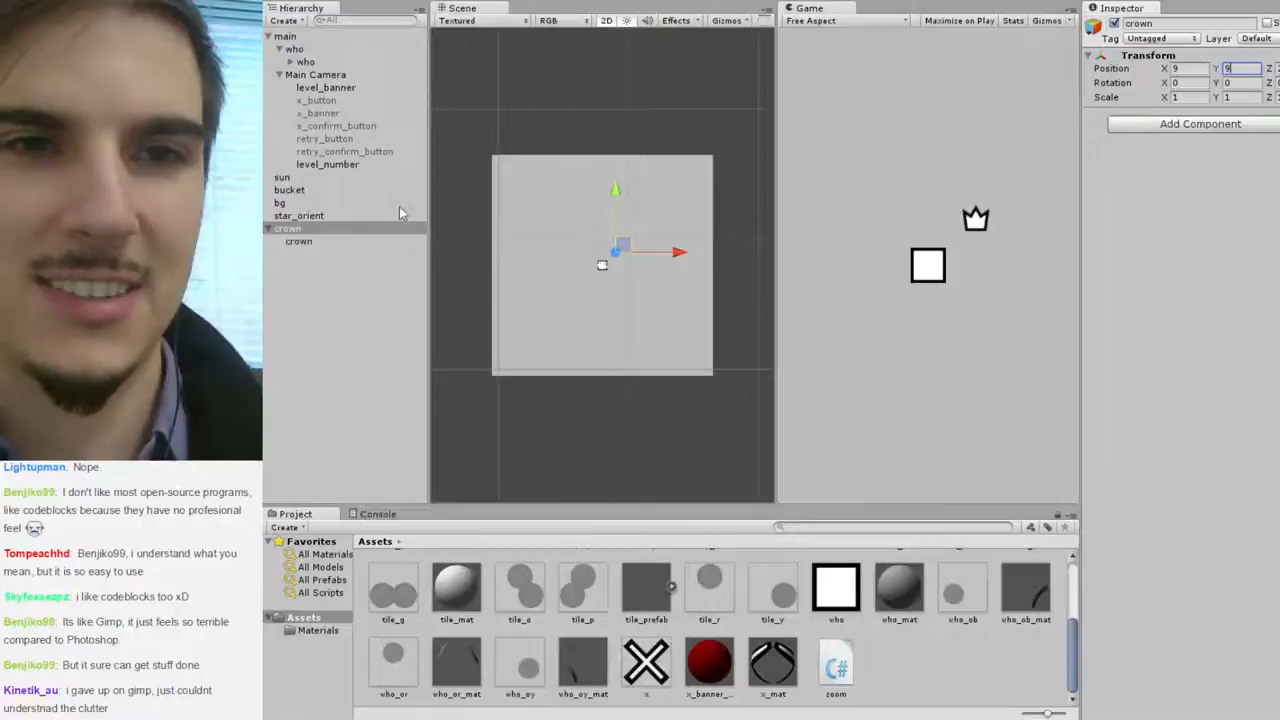 Hierarchy
Create
All
main
who
who
Main Camera
level_banner
x_button
x_banner
x_confirm_button
retry_button
retry_confirm_button
level_number
sun
bucket
bg
star_orient
crown
crown
Scene
Textured RGB 2D Effects Gizmos
Game
Free Aspect Maximize on Play Stats Gizmos
Inspector
crown
Tag Untagged Layer Default
Transform
Position X 9 Y 9 Z
Rotation X 0 Y 0 Z
Scale X 1 Y 1 Z
Add Component
Lightupman: Nope.
Benjiko99: I don't like most open-source programs,
like codeblocks because they have no profesional
feel
Tompeachhd: Benjiko99, i understand what you
mean, but it is so easy to use
Skyfoxxezpz: i like codeblocks too xD
Benjiko99: Its like Gimp, it just feels so terrible
compared to Photoshop.
Benjiko99: But it sure can get stuff done
Kinetik_au: i gave up on gimp, just couldnt
understnad the clutter
Project Console
Create
Favorites
All Materials
All Models
All Prefabs
All Scripts
Assets
Materials
Assets
tile_g tile_mat tile_o tile_p tile_prefab tile_r tile_y who who_mat who_ob who_ob_mat
who_or who_or_mat who_oy who_oy_mat x x_banner_... x_mat zoom
C#